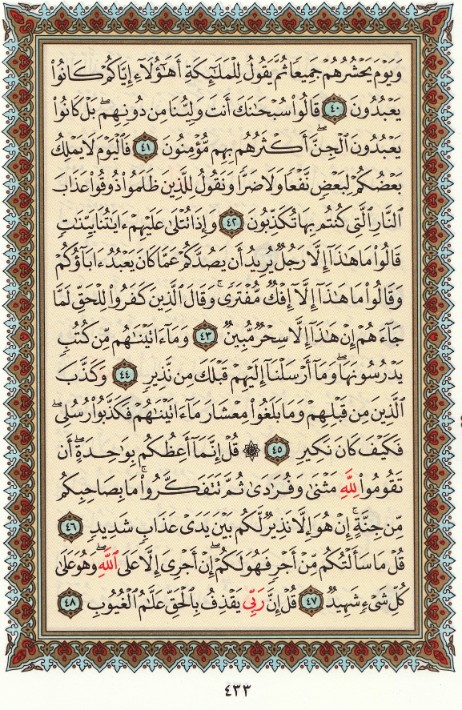 وَيَوْمَ يَحْشُرُهُمْ جَمِيعًا ثُمَّ يَقُولُ لِلْمَلَٰٓئِكَةِ أَهَٰٓؤُلَآءِ إِيَّاكُمْ كَانُوا۟
يَعْبُدُونَ ٤٠ قَالُوا۟ سُبْحَٰنَكَ أَنتَ وَلِيُّنَا مِن دُونِهِم ۖ بَلْ كَانُوا۟
يَعْبُدُونَ ٱلْجِنَّ ۖ أَكْثَرُهُم بِهِم مُّؤْمِنُونَ ٤١ فَٱلْيَوْمَ لَا يَمْلِكُ
بَعْضُكُمْ لِبَعْضٍ نَّفْعًا وَلَا ضَرًّا وَنَقُولُ لِلَّذِينَ ظَلَمُوا۟ ذُوقُوا۟ عَذَابَ
ٱلنَّارِ ٱلَّتِى كُنتُم بِهَا تُكَذِّبُونَ ٤٢ وَإِذَا تُتْلَىٰ عَلَيْهِمْ ءَايَٰتُنَا بَيِّنَٰتٍ
قَالُوا۟ مَا هَٰذَآ إِلَّا رَجُلٌ يُرِيدُ أَن يَصُدَّكُمْ عَمَّا كَانَ يَعْبُدُ ءَابَآؤُكُمْ
وَقَالُوا۟ مَا هَٰذَآ إِلَّآ إِفْكٌ مُّفْتَرًى ۚ وَقَالَ ٱلَّذِينَ كَفَرُوا۟ لِلْحَقِّ لَمَّا
جَآءَهُمْ إِنْ هَٰذَآ إِلَّا سِحْرٌ مُّبِينٌ ٤٣ وَمَآ ءَاتَيْنَٰهُم مِّن كُتُبٍ
يَدْرُسُونَهَا ۖ وَمَآ أَرْسَلْنَآ إِلَيْهِمْ قَبْلَكَ مِن نَّذِيرٍ ٤٤ وَكَذَّبَ
ٱلَّذِينَ مِن قَبْلِهِمْ وَمَا بَلَغُوا۟ مِعْشَارَ مَآ ءَاتَيْنَٰهُمْ فَكَذَّبُوا۟ رُسُلِى ۖ
فَكَيْفَ كَانَ نَكِيرِ ٤٥ ۞ قُلْ إِنَّمَآ أَعِظُكُم بِوَٰحِدَةٍ ۖ أَن
تَقُومُوا۟ لِلَّهِ مَثْنَىٰ وَفُرَٰدَىٰ ثُمَّ تَتَفَكَّرُوا۟ ۚ مَا بِصَاحِبِكُم
مِّن جِنَّةٍ ۚ إِنْ هُوَ إِلَّا نَذِيرٌ لَّكُم بَيْنَ يَدَىْ عَذَابٍ شَدِيدٍ ٤٦
قُلْ مَا سَأَلْتُكُم مِّنْ أَجْرٍ فَهُوَ لَكُمْ ۖ إِنْ أَجْرِىَ إِلَّا عَلَى ٱللَّهِ ۖ وَهُوَ عَلَىٰ
كُلِّ شَىْءٍ شَهِيدٌ ٤٧ قُلْ إِنَّ رَبِّى يَقْذِفُ بِٱلْحَقِّ عَلَّٰمُ ٱلْغُيُوبِ ٤٨
٤٣٣